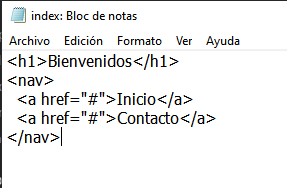 index: Bloc de notas
Archivo Edición Formato Ver Ayuda
<h1>Bienvenidos</h1>
<nav>
  <a href="#">Inicio</a>
  <a href="#">Contacto</a>
</nav>